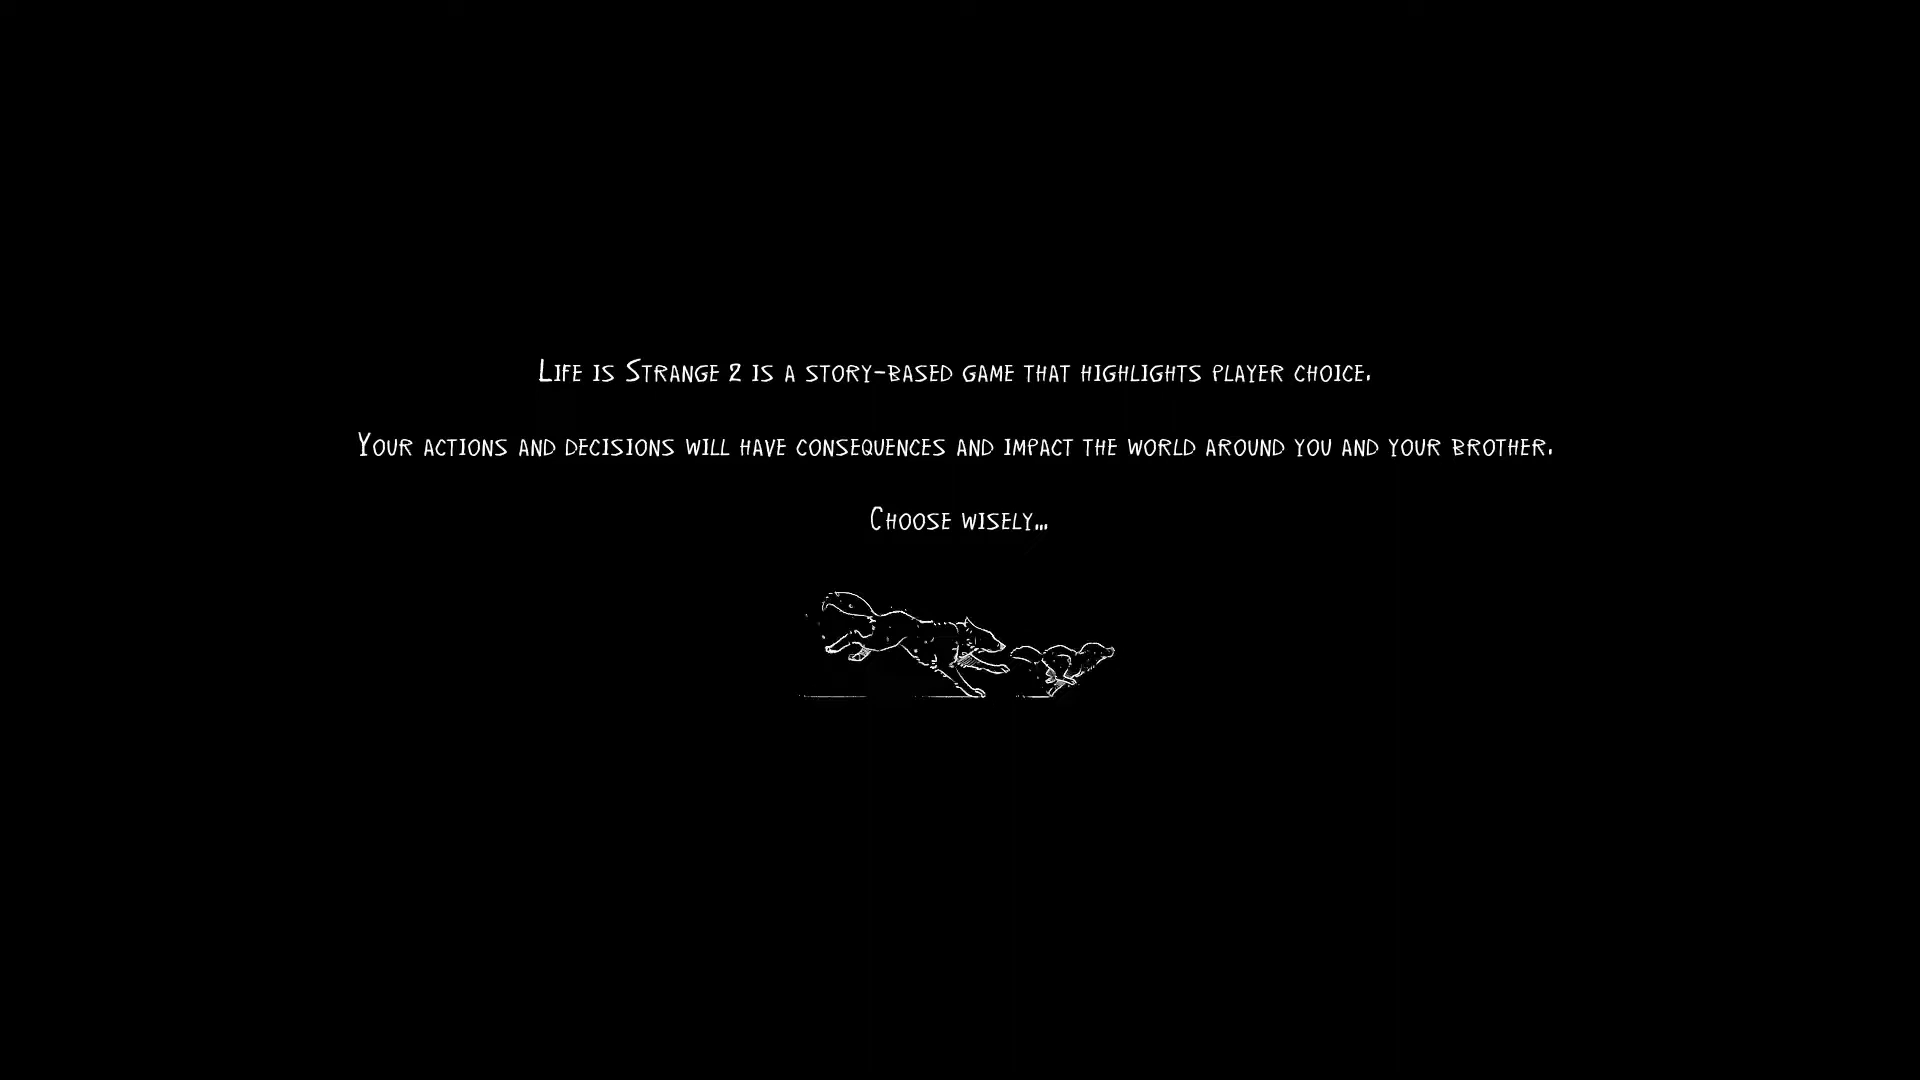 Life is Strange 2 is a story-based game that highlights player choice.
Your actions and decisions will have consequences and impact the world around you and your brother.
Choose wisely...